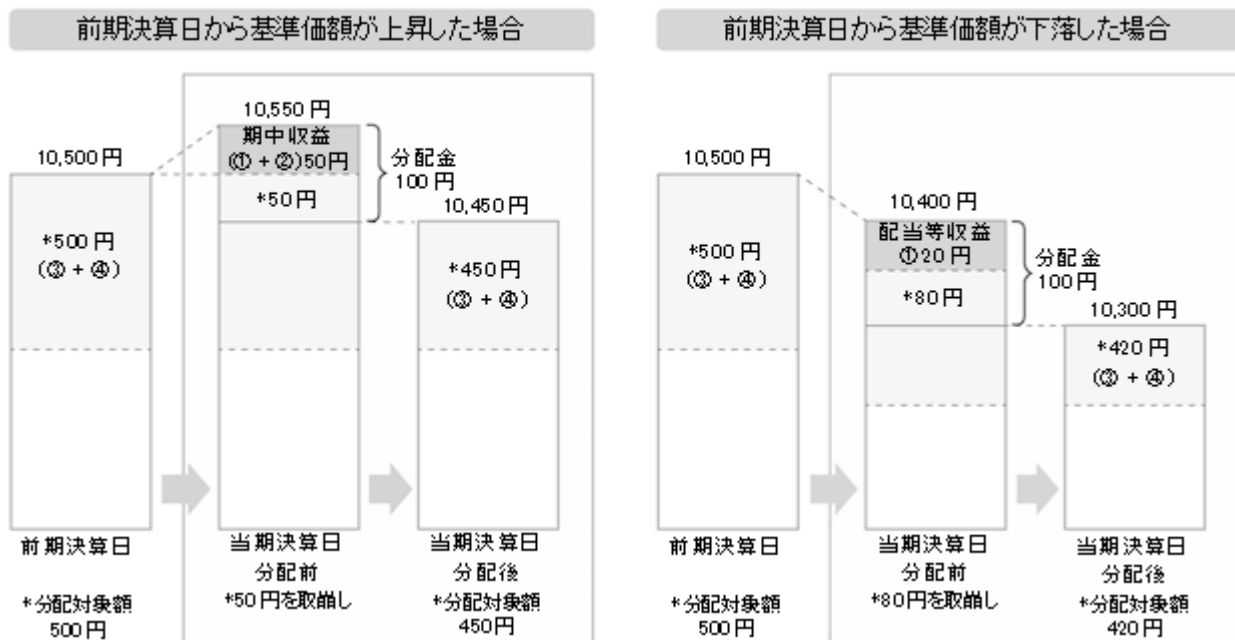 前期決算日から基準価額が上昇した場合
10,500円
*500円
(③+④)
前期決算日
*分配対象額
500円
10,550円
期中収益
(①+②)50円
*50円
分配金
100円
当期決算日
分配前
*50円を取崩し
10,450円
*450円
(③+④)
当期決算日
分配後
*分配対象額
450円
前期決算日から基準価額が下落した場合
10,500円
*500円
(③+④)
前期決算日
*分配対象額
500円
10,400円
配当等収益
①20円
*80円
分配金
100円
当期決算日
分配前
*80円を取崩し
10,300円
*420円
(③+④)
当期決算日
分配後
*分配対象額
420円